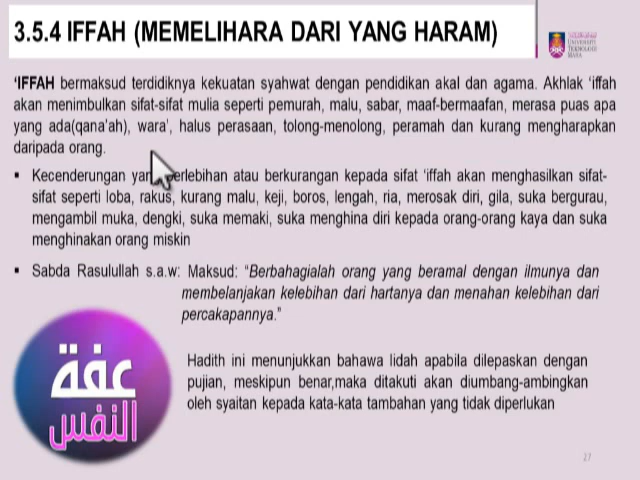 3.5.4 IFFAH (MEMELIHARA DARI YANG HARAM)
UNIVERSITI
TEKNOLOGI
MARA
'IFFAH bermaksud terdidiknya kekuatan syahwat dengan pendidikan akal dan agama. Akhlak 'iffah
akan menimbulkan sifat-sifat mulia seperti pemurah, malu, sabar, maaf-bermaafan, merasa puas apa
yang ada(qana'ah), wara', halus perasaan, tolong-menolong, peramah dan kurang mengharapkan
daripada orang.
▪ Kecenderungan berlebihan atau berkurangan kepada sifat 'iffah akan menghasilkan sifat-
sifat seperti loba, rakus, kurang malu, keji, boros, lengah, ria, merosak diri, gila, suka bergurau,
mengambil muka, dengki, suka memaki, suka menghina diri kepada orang-orang kaya dan suka
menghinakan orang miskin
▪ Sabda Rasulullah s.a.w: Maksud: "Berbahagialah orang yang beramal dengan ilmunya dan
membelanjakan kelebihan dari hartanya dan menahan kelebihan dari
percakapannya."
عفة
النفس
Hadith ini menunjukkan bahawa lidah apabila dilepaskan dengan
pujian, meskipun benar,maka ditakuti akan diumbang-ambingkan
oleh syaitan kepada kata-kata tambahan yang tidak diperlukan
27